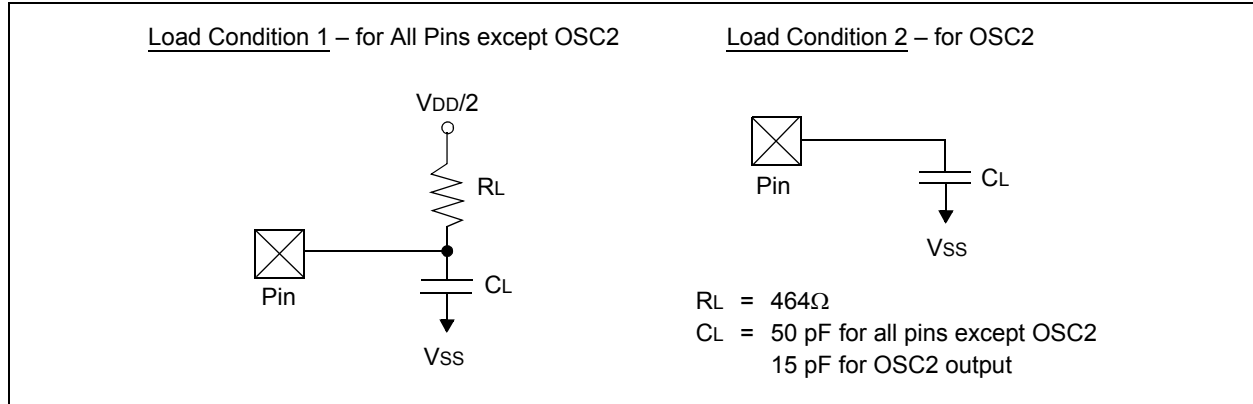 Load Condition 1 – for All Pins except OSC2
VDD/2
RL
Pin
CL
VSS
Load Condition 2 – for OSC2
Pin
CL
VSS
RL = 464Ω
CL = 50 pF for all pins except OSC2
15 pF for OSC2 output